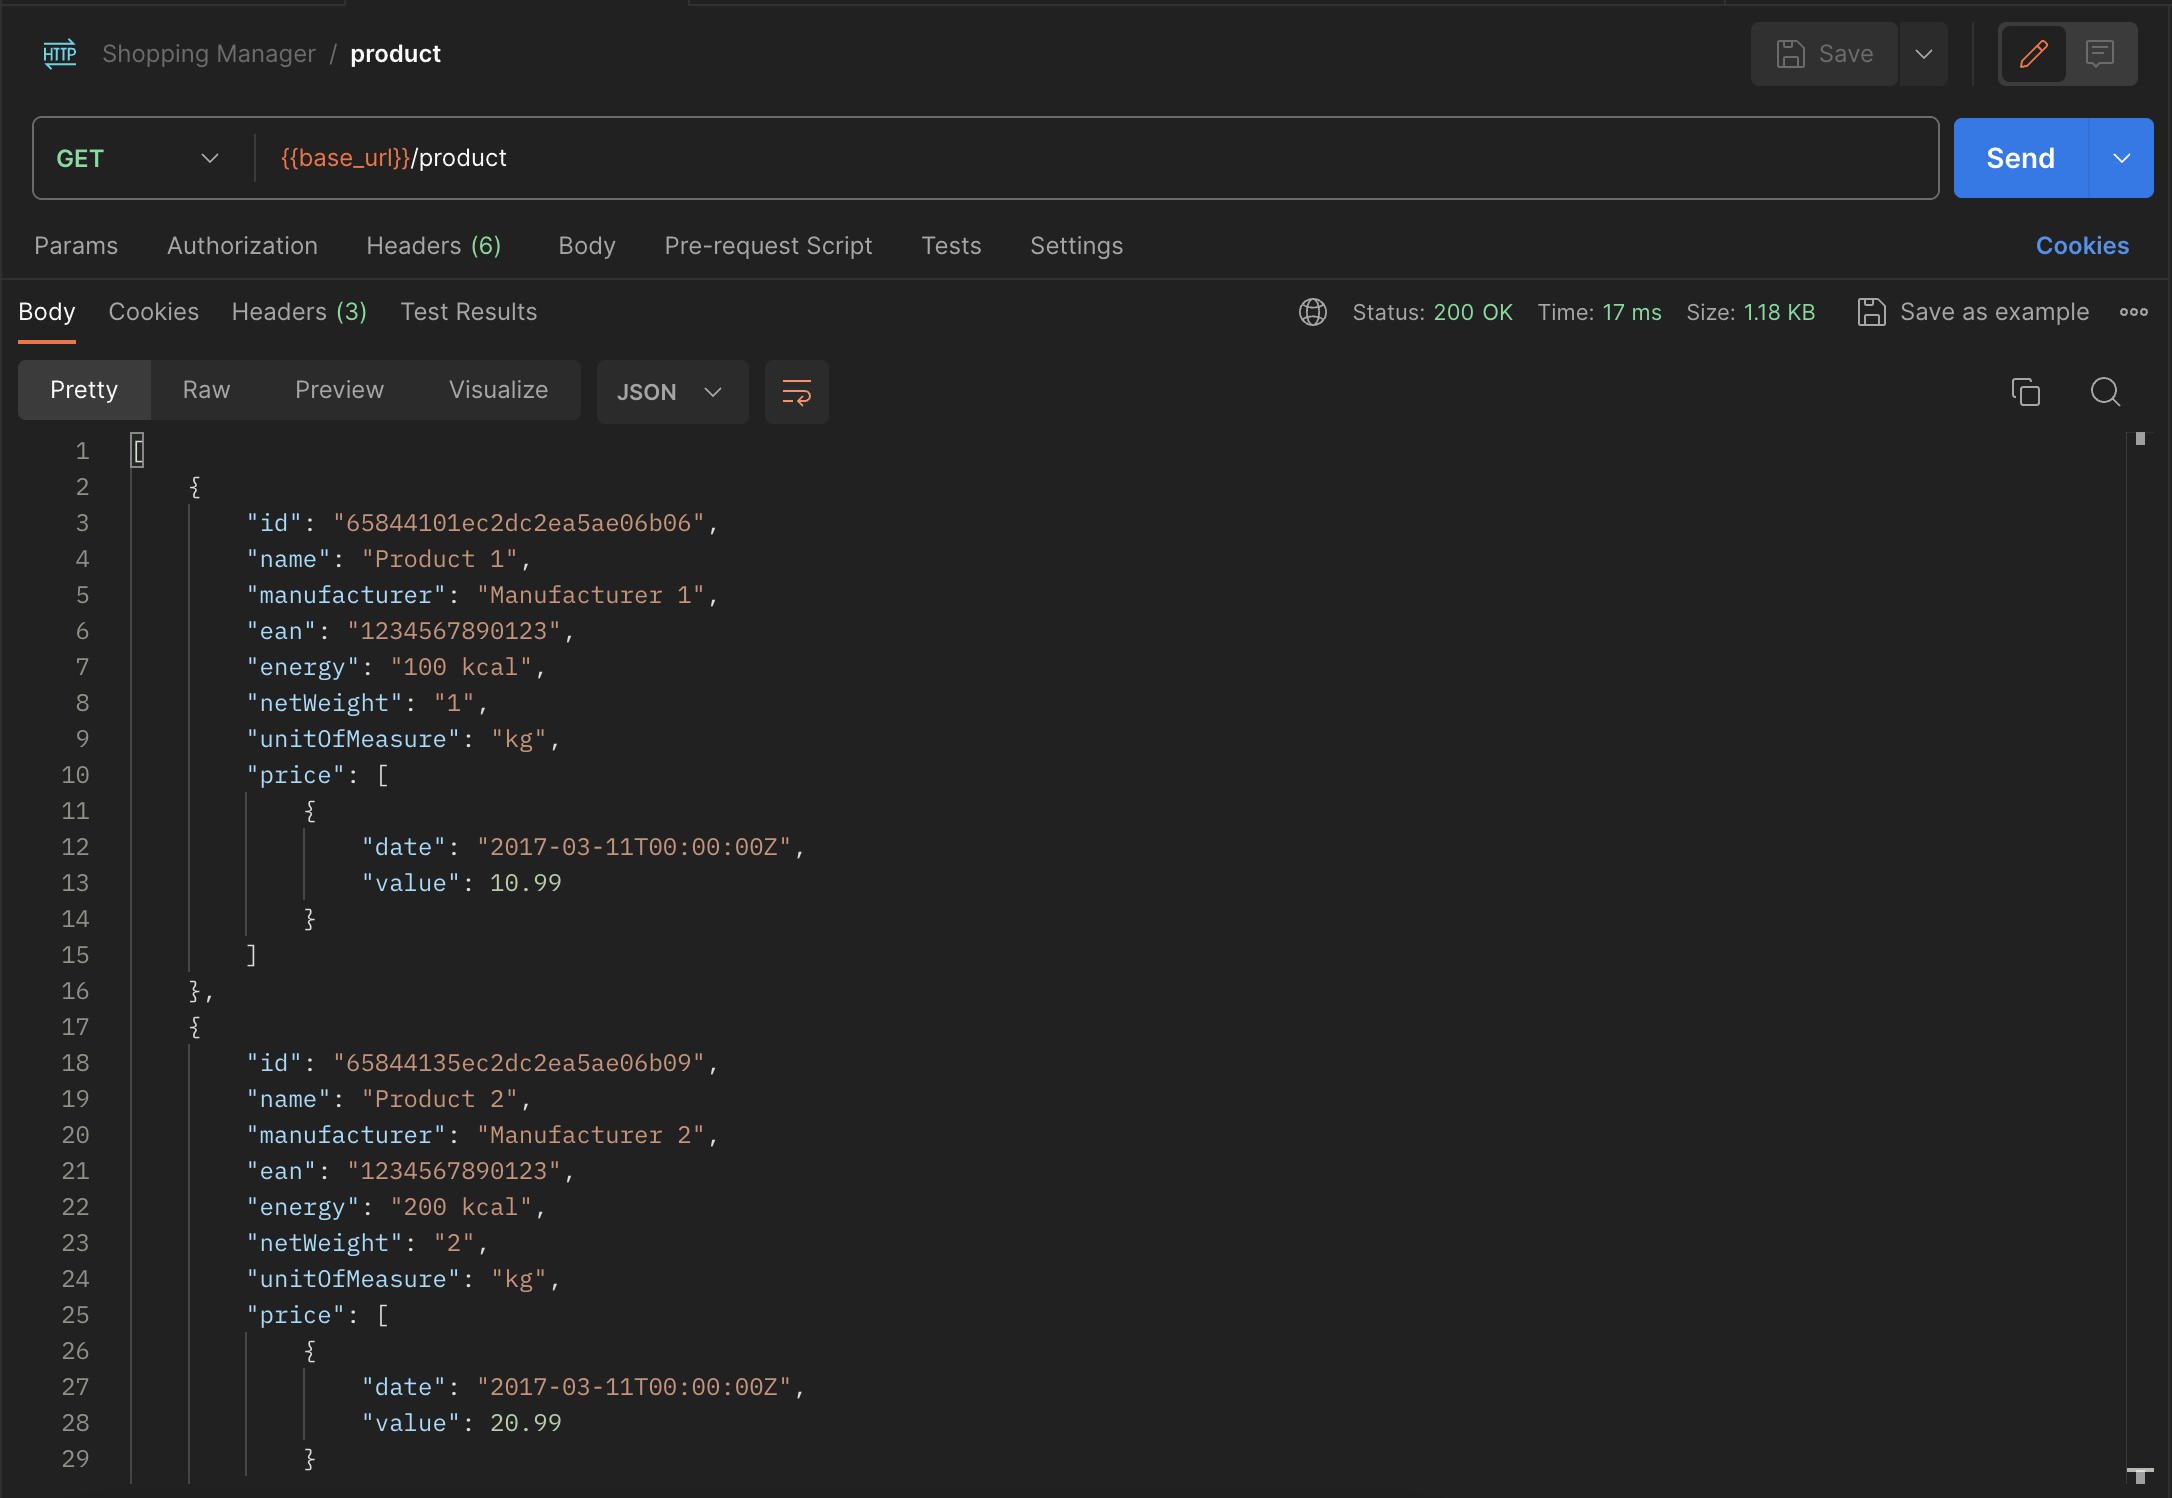 HTTP Shopping Manager / product Save
GET {{base_url}}/product Send
Params Authorization Headers (6) Body Pre-request Script Tests Settings Cookies
Body Cookies Headers (3) Test Results Status: 200 OK Time: 17 ms Size: 1.18 KB Save as example
Pretty Raw Preview Visualize JSON
1 [
2 {
3 "id": "65844101ec2dc2ea5ae06b06",
4 "name": "Product 1",
5 "manufacturer": "Manufacturer 1",
6 "ean": "1234567890123",
7 "energy": "100 kcal",
8 "netWeight": "1",
9 "unitOfMeasure": "kg",
10 "price": [
11 {
12 "date": "2017-03-11T00:00:00Z",
13 "value": 10.99
14 }
15 ]
16 },
17 {
18 "id": "65844135ec2dc2ea5ae06b09",
19 "name": "Product 2",
20 "manufacturer": "Manufacturer 2",
21 "ean": "1234567890123",
22 "energy": "200 kcal",
23 "netWeight": "2",
24 "unitOfMeasure": "kg",
25 "price": [
26 {
27 "date": "2017-03-11T00:00:00Z",
28 "value": 20.99
29 }